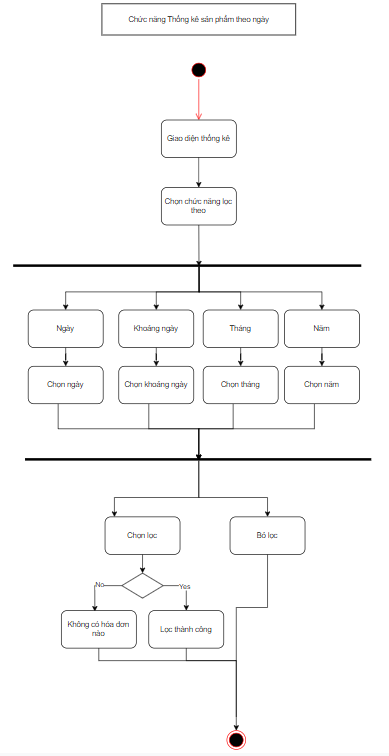 Chức năng Thống kê sản phẩm theo ngày
Giao diện thống kê
Chọn chức năng lọc
theo
Ngày
Khoảng ngày
Tháng
Năm
Chọn ngày
Chọn khoảng ngày
Chọn tháng
Chọn năm
Chọn lọc
Bỏ lọc
No
Yes
Không có hóa đơn
nào
Lọc thành công